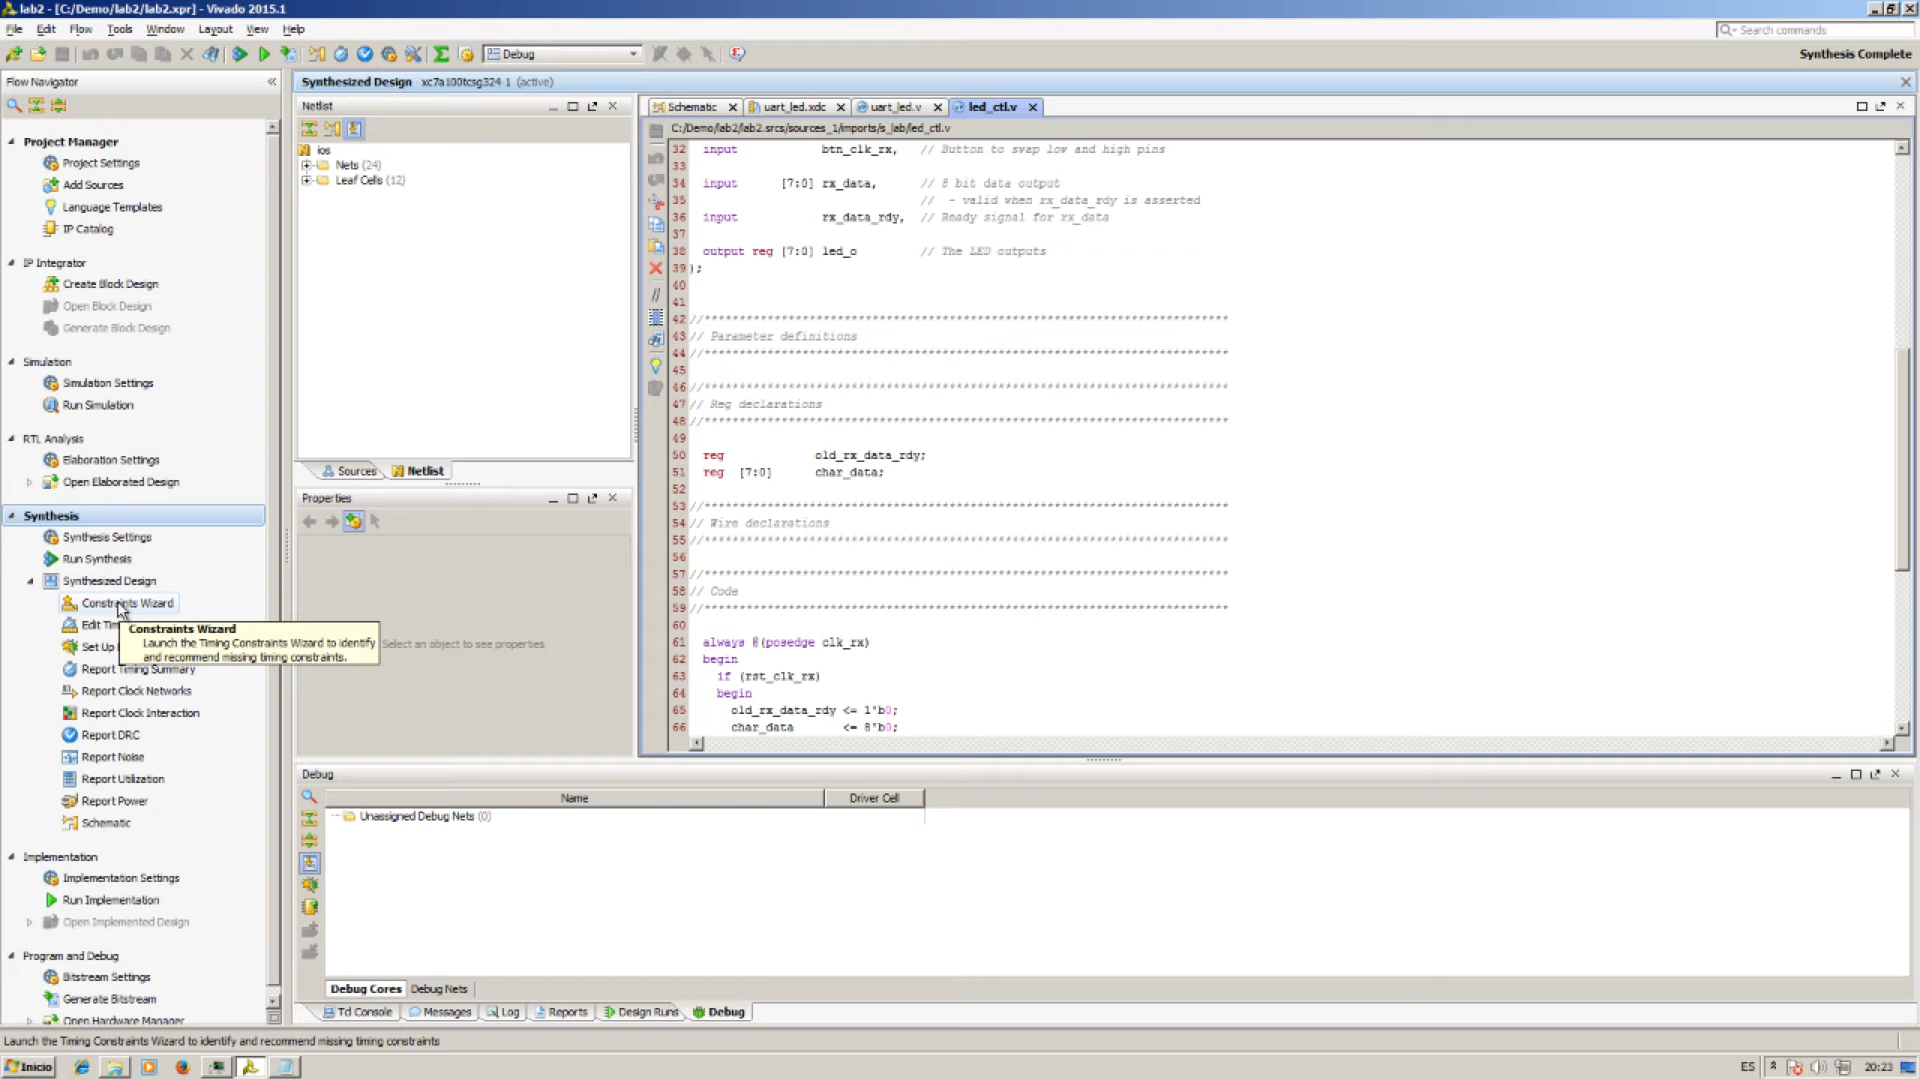 lab2 - [C:/Demo/lab2/lab2.xpr] - Vivado 2015.1
File Edit Flow Tools Window Layout View Help
Search commands
Debug
Synthesis Complete
Flow Navigator
Project Manager
Project Settings
Add Sources
Language Templates
IP Catalog
IP Integrator
Create Block Design
Open Block Design
Generate Block Design
Simulation
Simulation Settings
Run Simulation
RTL Analysis
Elaboration Settings
Open Elaborated Design
Synthesis
Synthesis Settings
Run Synthesis
Synthesized Design
Constraints Wizard
Edit Tim
Set Up
Report Timing Summary
Report Clock Networks
Report Clock Interaction
Report DRC
Report Noise
Report Utilization
Report Power
Schematic
Implementation
Implementation Settings
Run Implementation
Open Implemented Design
Program and Debug
Bitstream Settings
Generate Bitstream
Open Hardware Manager
Constraints Wizard
Launch the Timing Constraints Wizard to identify
and recommend missing timing constraints.
Synthesized Design - xc7a100tcsg324-1 (active)
Netlist
ios
Nets (24)
Leaf Cells (12)
Sources Netlist
Properties
Select an object to see properties
Schematic uart_led.xdc uart_led.v led_ctl.v
C:/Demo/lab2/lab2.srcs/sources_1/imports/s_lab/led_ctl.v
32 input btn_clk_rx, // Button to swap low and high pins
33
34 input [7:0] rx_data, // 8 bit data output
35 // - valid when rx_data_rdy is asserted
36 input rx_data_rdy, // Ready signal for rx_data
37
38 output reg [7:0] led_o // The LED outputs
39 );
40
41
42 //***************************************************************************
43 // Parameter definitions
44 //***************************************************************************
45
46 //***************************************************************************
47 // Reg declarations
48 //***************************************************************************
49
50 reg old_rx_data_rdy;
51 reg [7:0] char_data;
52
53 //***************************************************************************
54 // Wire declarations
55 //***************************************************************************
56
57 //***************************************************************************
58 // Code
59 //***************************************************************************
60
61 always @(posedge clk_rx)
62 begin
63 if (rst_clk_rx)
64 begin
65 old_rx_data_rdy <= 1'b0;
66 char_data <= 8'b0;
Debug
Name Driver Cell
Unassigned Debug Nets (0)
Debug Cores Debug Nets
Tcl Console Messages Log Reports Design Runs Debug
Launch the Timing Constraints Wizard to identify and recommend missing timing constraints
Inicio
ES 20:23